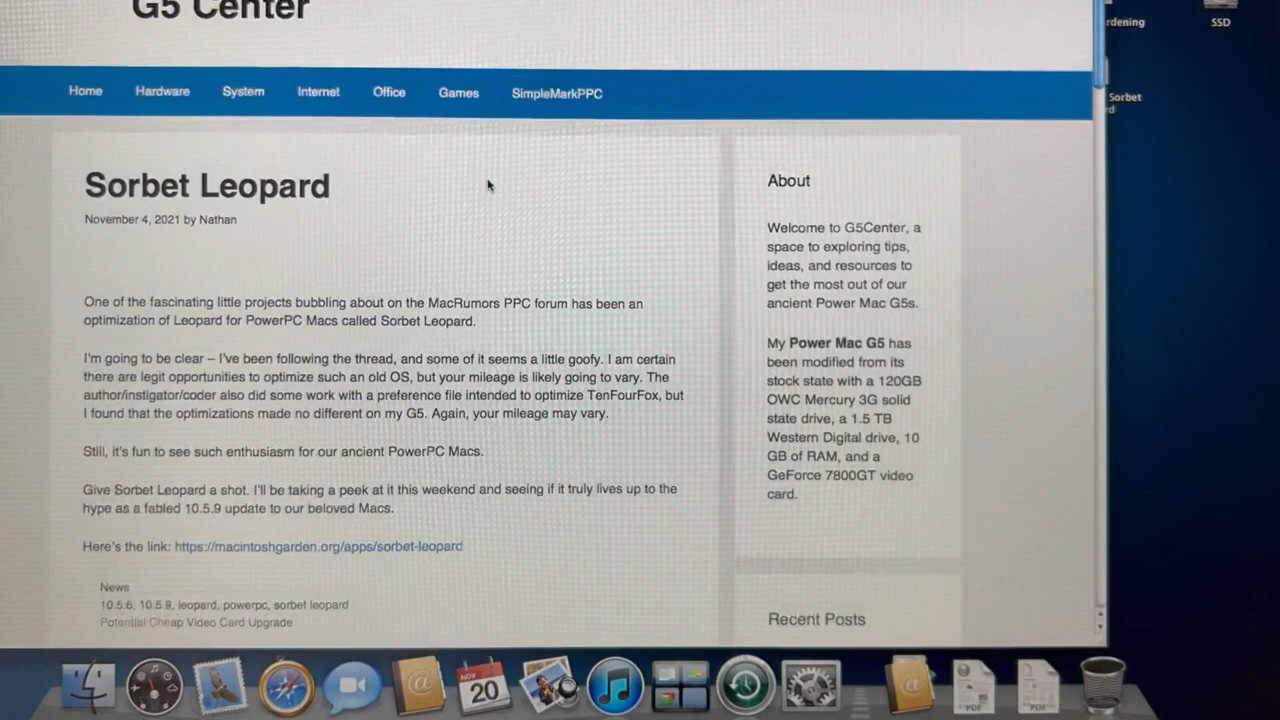 G5 Center
Home
Hardware
System
Internet
Office
Games
SimpleMarkPPC
Sorbet Leopard
November 4, 2021 by Nathan
One of the fascinating little projects bubbling about on the MacRumors PPC forum has been an
optimization of Leopard for PowerPC Macs called Sorbet Leopard.
I'm going to be clear – I've been following the thread, and some of it seems a little goofy. I am certain
there are legit opportunities to optimize such an old OS, but your mileage is likely going to vary. The
author/instigator/coder also did some work with a preference file intended to optimize TenFourFox, but
I found that the optimizations made no different on my G5. Again, your mileage may vary.
Still, it's fun to see such enthusiasm for our ancient PowerPC Macs.
Give Sorbet Leopard a shot. I'll be taking a peek at it this weekend and seeing if it truly lives up to the
hype as a fabled 10.5.9 update to our beloved Macs.
Here's the link: https://macintoshgarden.org/apps/sorbet-leopard
News
10.5.6, 10.5.9, leopard, powerpc, sorbet leopard
Potential Cheap Video Card Upgrade
About
Welcome to G5Center, a
space to exploring tips,
ideas, and resources to
get the most out of our
ancient Power Mac G5s.
My Power Mac G5 has
been modified from its
stock state with a 120GB
OWC Mercury 3G solid
state drive, a 1.5 TB
Western Digital drive, 10
GB of RAM, and a
GeForce 7800GT video
card.
Recent Posts
rdening
SSD
Sorbet
rd
NOV
20
PDF
PDF